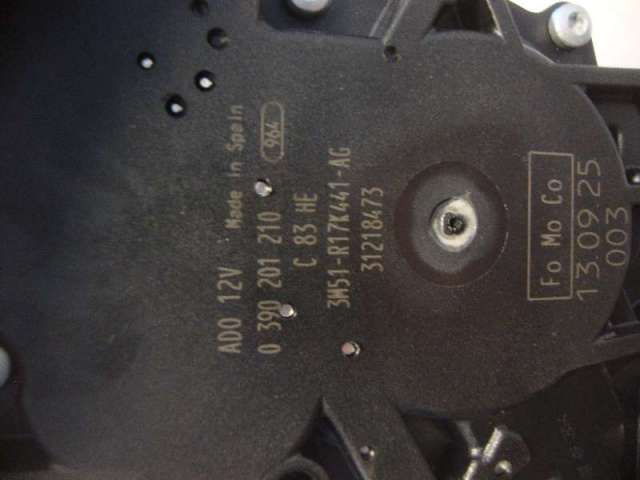 ADO 12V Made in Spain 964
0 390 201 210
C 83 HE
3M51-R17K441-AG
31218473
Fo Mo Co
13.09.25
003